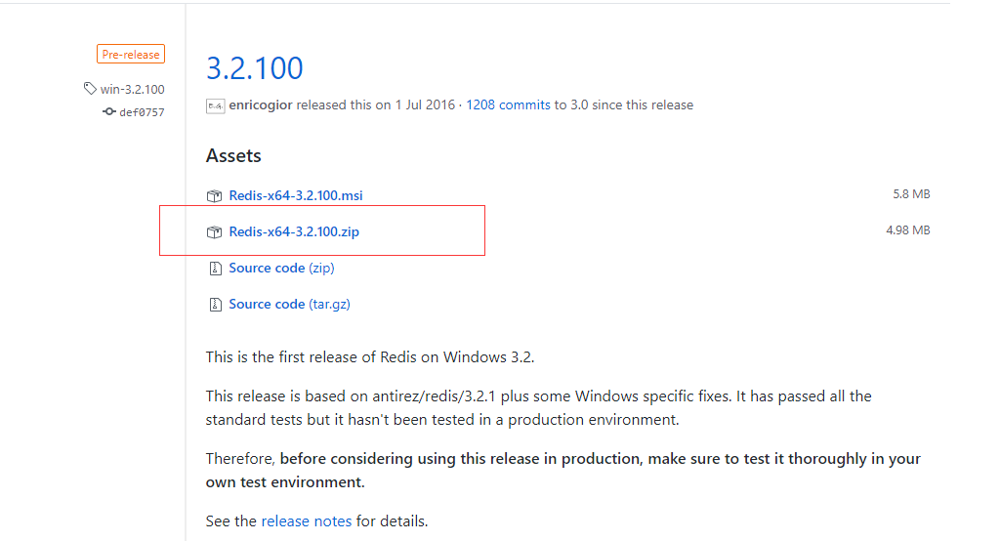 Pre-release
win-3.2.100
def0757
3.2.100
enricogior released this on 1 Jul 2016 · 1208 commits to 3.0 since this release
Assets
Redis-x64-3.2.100.msi 5.8 MB
Redis-x64-3.2.100.zip 4.98 MB
Source code (zip)
Source code (tar.gz)
This is the first release of Redis on Windows 3.2.
This release is based on antirez/redis/3.2.1 plus some Windows specific fixes. It has passed all the
standard tests but it hasn't been tested in a production environment.
Therefore, before considering using this release in production, make sure to test it thoroughly in your
own test environment.
See the release notes for details.